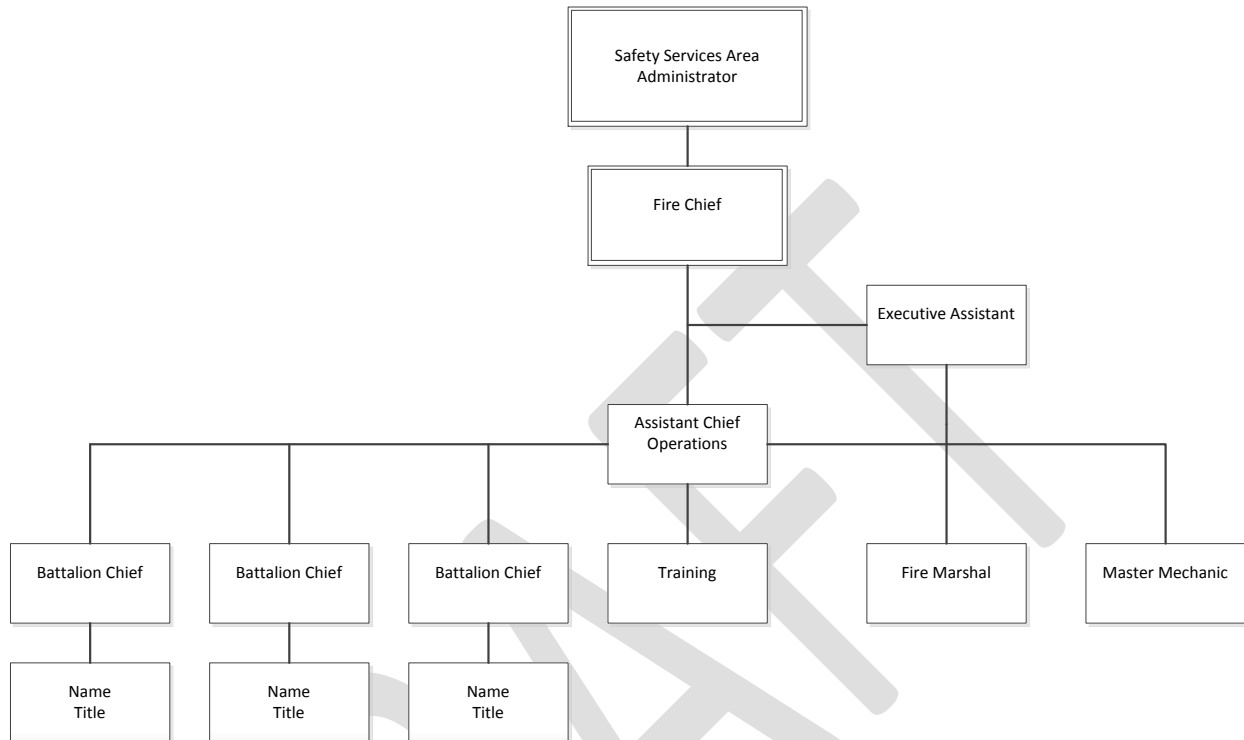 Safety Services Area
Administrator
Fire Chief
Executive Assistant
Assistant Chief
Operations
Battalion Chief
Battalion Chief
Battalion Chief
Training
Fire Marshal
Master Mechanic
Name
Title
Name
Title
Name
Title
RAFT